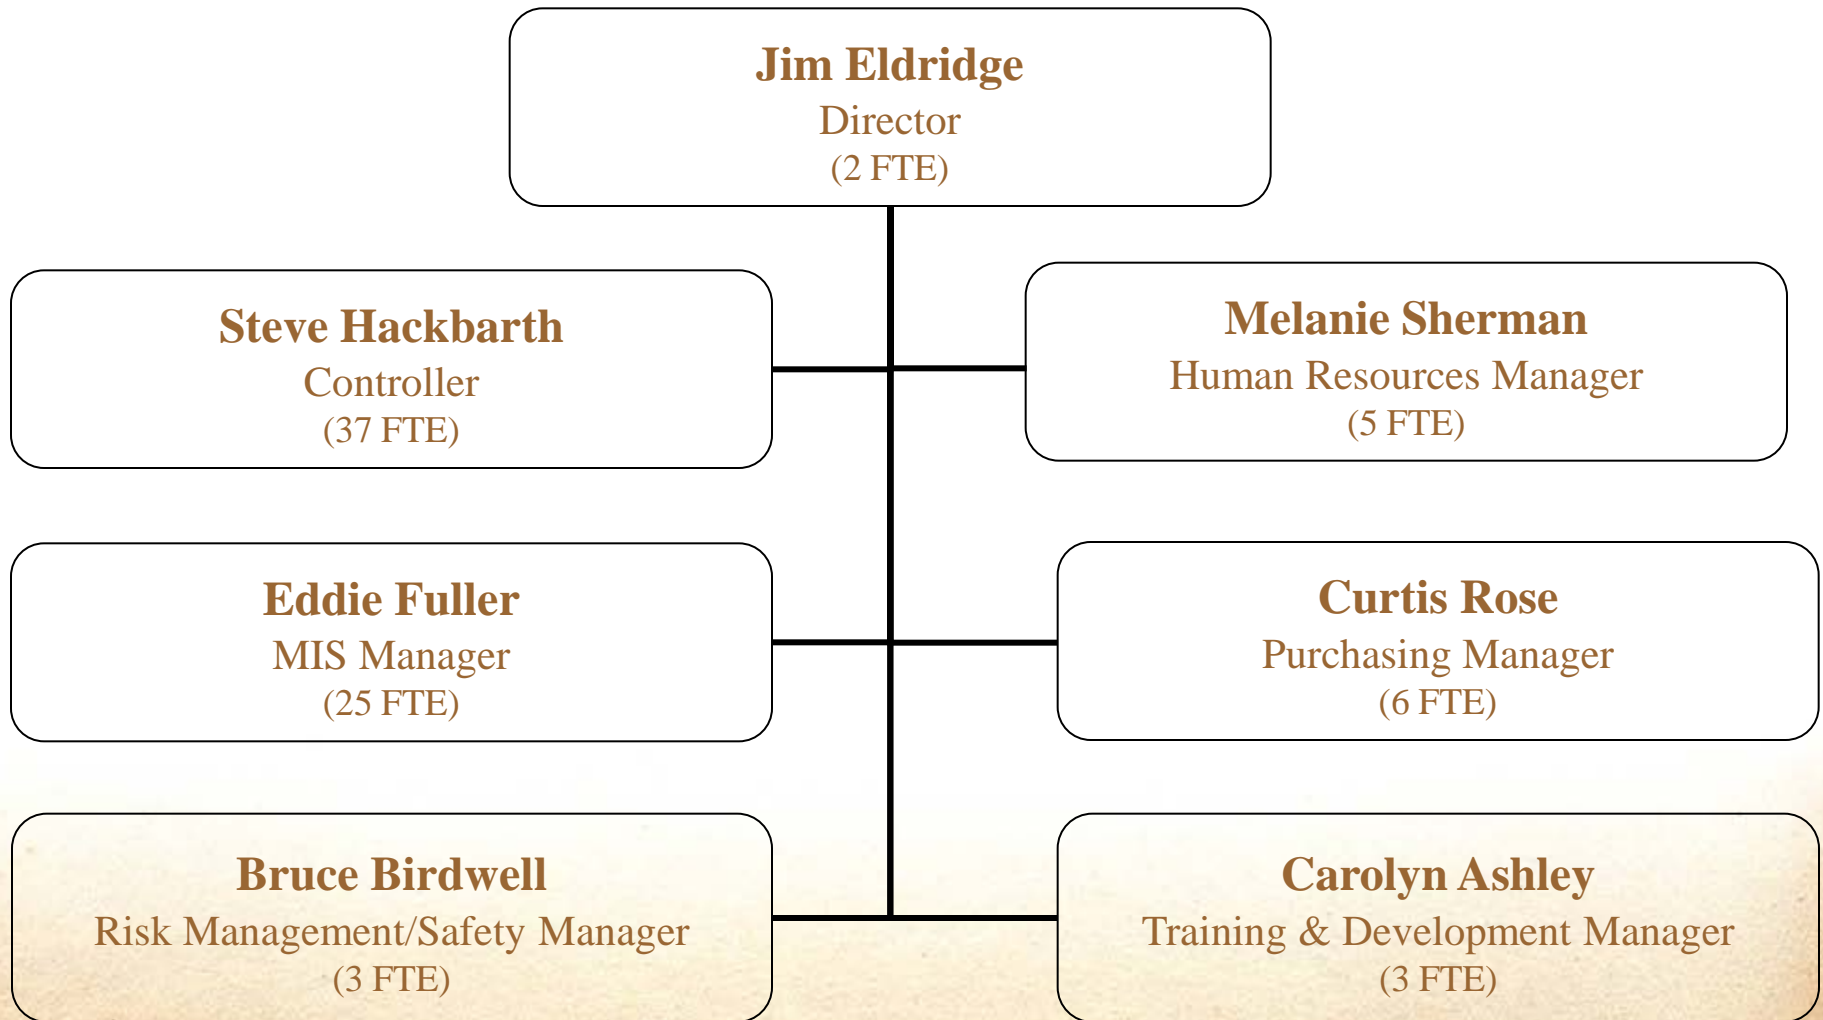 Jim Eldridge
Director
(2 FTE)
Steve Hackbarth
Controller
(37 FTE)
Melanie Sherman
Human Resources Manager
(5 FTE)
Eddie Fuller
MIS Manager
(25 FTE)
Curtis Rose
Purchasing Manager
(6 FTE)
Bruce Birdwell
Risk Management/Safety Manager
(3 FTE)
Carolyn Ashley
Training & Development Manager
(3 FTE)